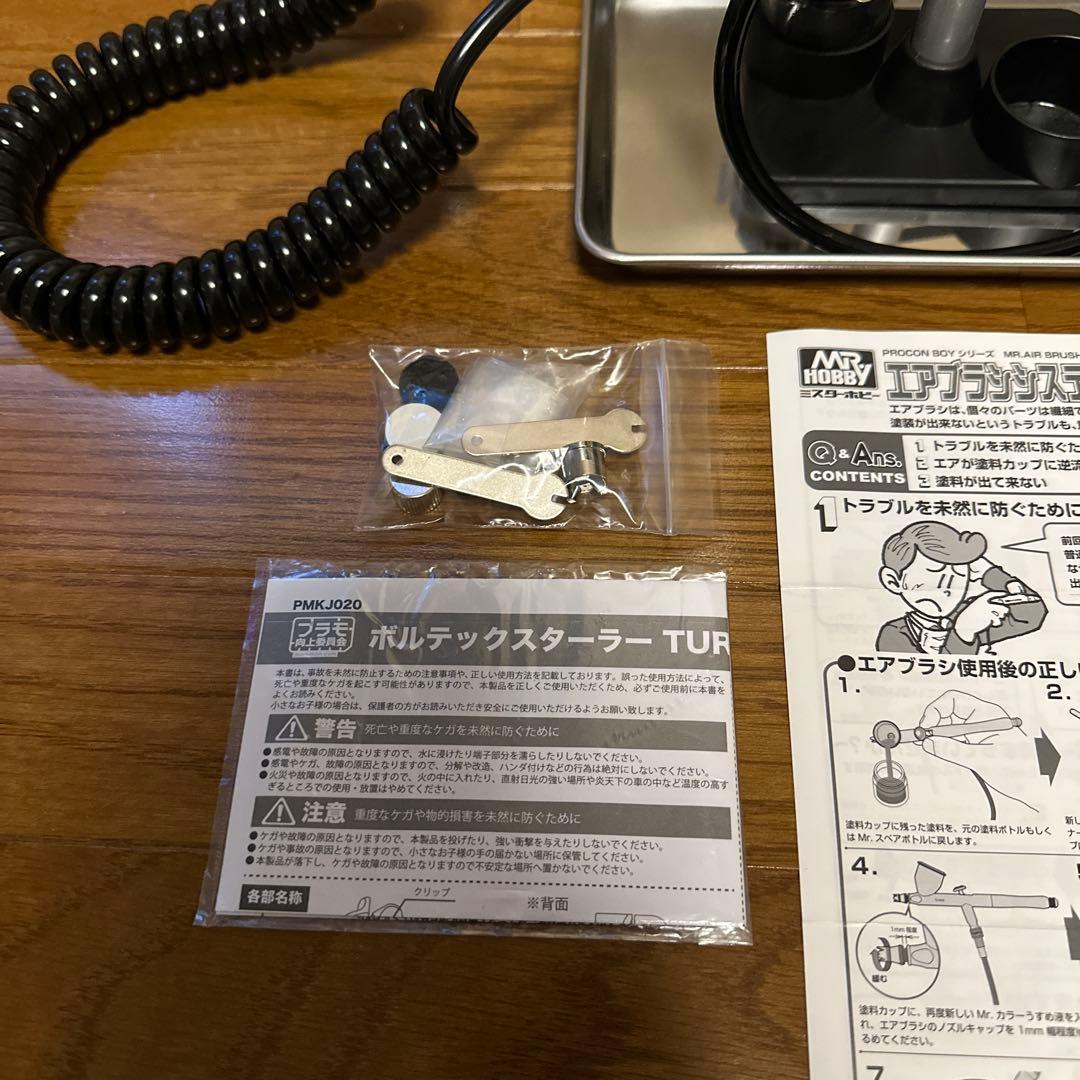 PMKJ020
プラモ
向上委員会
ボルテックスターラー TUR
本書は、事故を未然に防止するための注意事項や、正しい使用方法を記載しております。誤った使用方法によって、
死亡や重度なケガを起こす可能性がありますので、本製品を正しくご使用いただくため、必ずご使用前に本書を
よくお読みください。
小さなお子様の場合は、保護者の方がお読みいただき安全にご使用いただけるようお願い致します。
警告 死亡や重度なケガを未然に防ぐために
●感電や故障の原因となりますので、水に浸けたり端子部分を濡らしたりしないでください。
●感電やケガ、故障の原因となりますので、分解や改造、ハンダ付けなどの行為は絶対にしないでください。
●火災や故障の原因となりますので、火の中に入れたり、直射日光の強い場所や炎天下の車の中など温度の高す
ぎるところでの使用・放置はやめてください。
注意 重度なケガや物的損害を未然に防ぐために
●ケガや故障の原因となりますので、本製品を投げたり、強い衝撃を与えたりしないでください。
●ケガや事故の原因となりますので、小さなお子様の手の届かない場所に保管してください。
●本製品が落下し、ケガや故障の原因となりますので不安定な場所へ置かないでください。
各部名称
クリップ
※背面
MR HOBBY
ミスターホビー
PROCON BOY シリーズ MR.AIR BRUSH
エアブラシシステ
エアブラシは、個々のパーツは繊細で
塗装が出来ないというトラブルも、
Q & Ans.
CONTENTS
1 トラブルを未然に防ぐた
2 エアが塗料カップに逆流
3 塗料が出て来ない
1 トラブルを未然に防ぐために
前回
普通
な
出
●エアブラシ使用後の正し
1.
2.
塗料カップに残った塗料を、元の塗料ボトルもしく
は Mr. スペアボトルに戻します。
新し
ナー
プに
4.
1mm 程度
緩む
塗料カップに、再度新しい Mr. カラーうすめ液を入
れ、エアブラシのノズルキャップを 1mm 幅程度
るめてください。
7